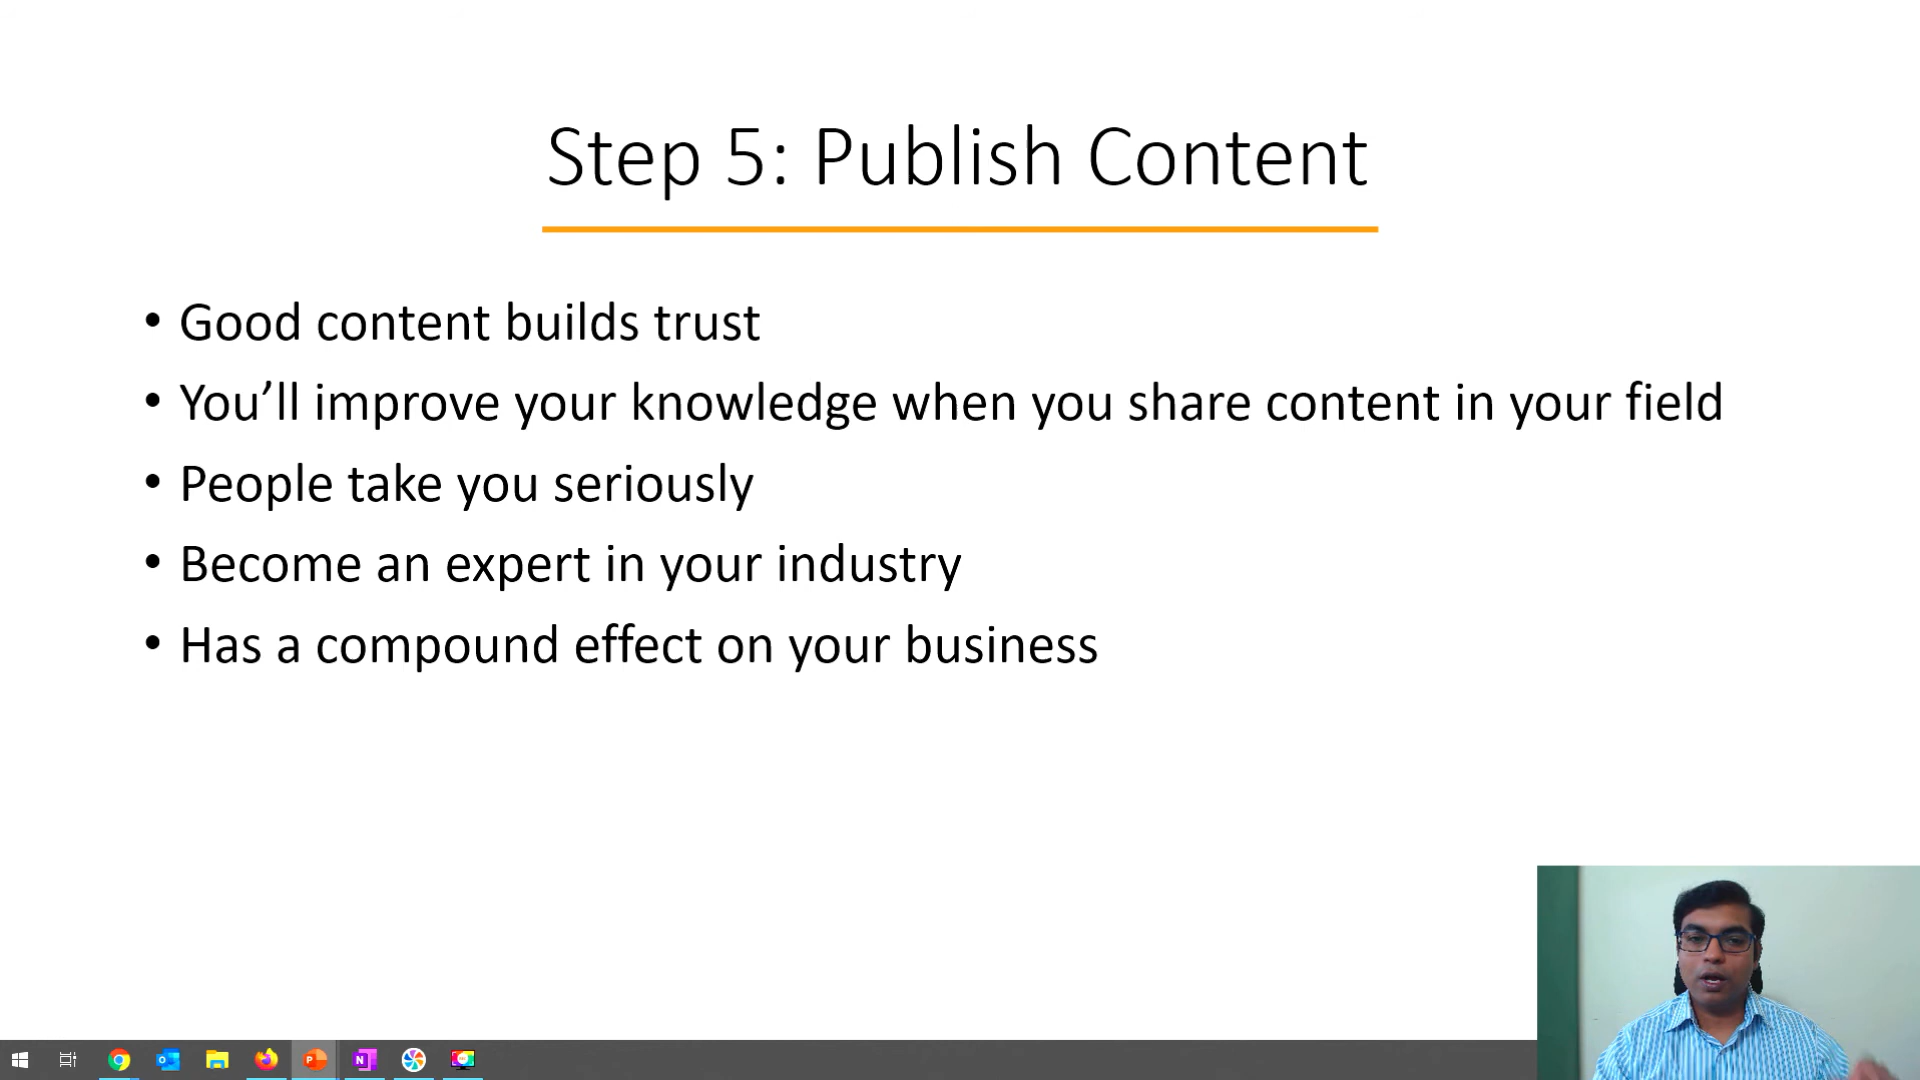 Step 5: Publish Content
• Good content builds trust
• You’ll improve your knowledge when you share content in your field
• People take you seriously
• Become an expert in your industry
• Has a compound effect on your business